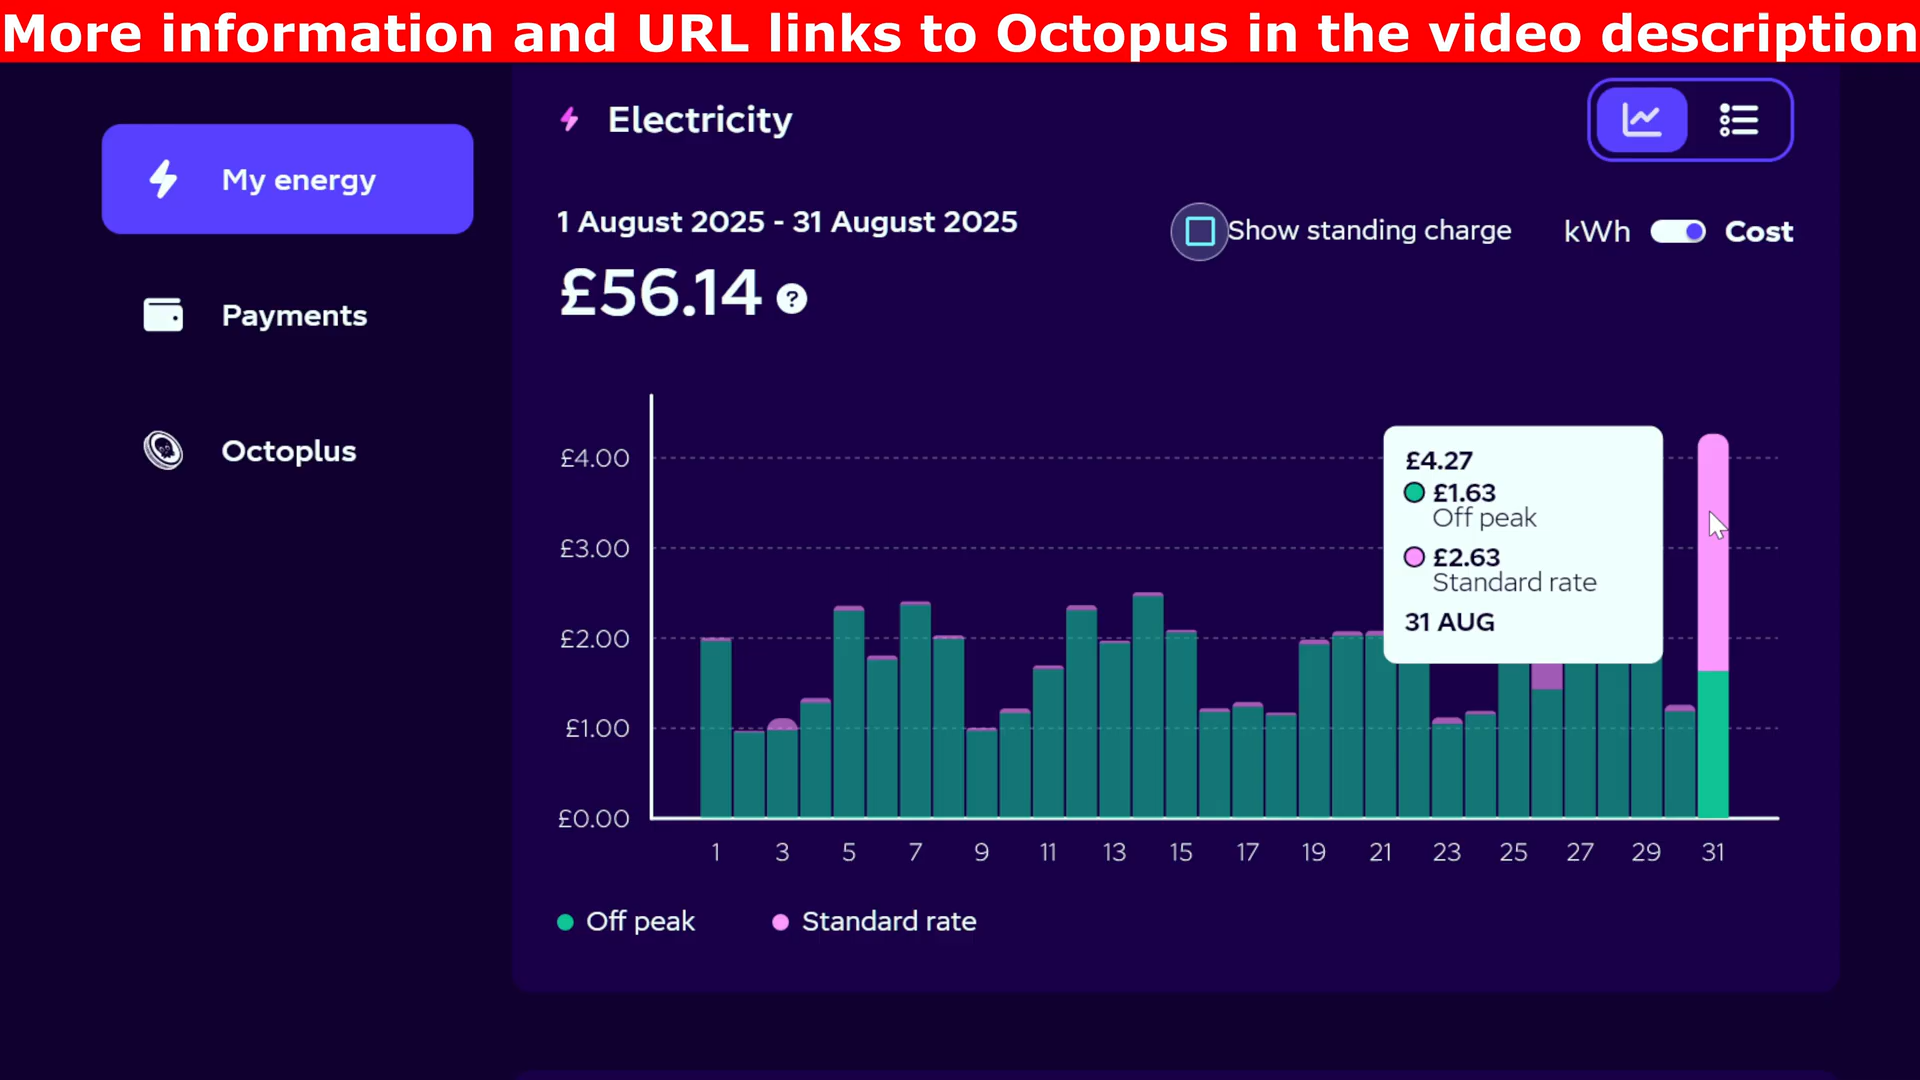 More information and URL links to Octopus in the video description
My energy
Payments
Octoplus
Electricity
1 August 2025 - 31 August 2025
£56.14 ?
Show standing charge
kWh Cost
£4.00
£3.00
£2.00
£1.00
£0.00
£4.27
£1.63
Off peak
£2.63
Standard rate
31 AUG
1 3 5 7 9 11 13 15 17 19 21 23 25 27 29 31
Off peak Standard rate